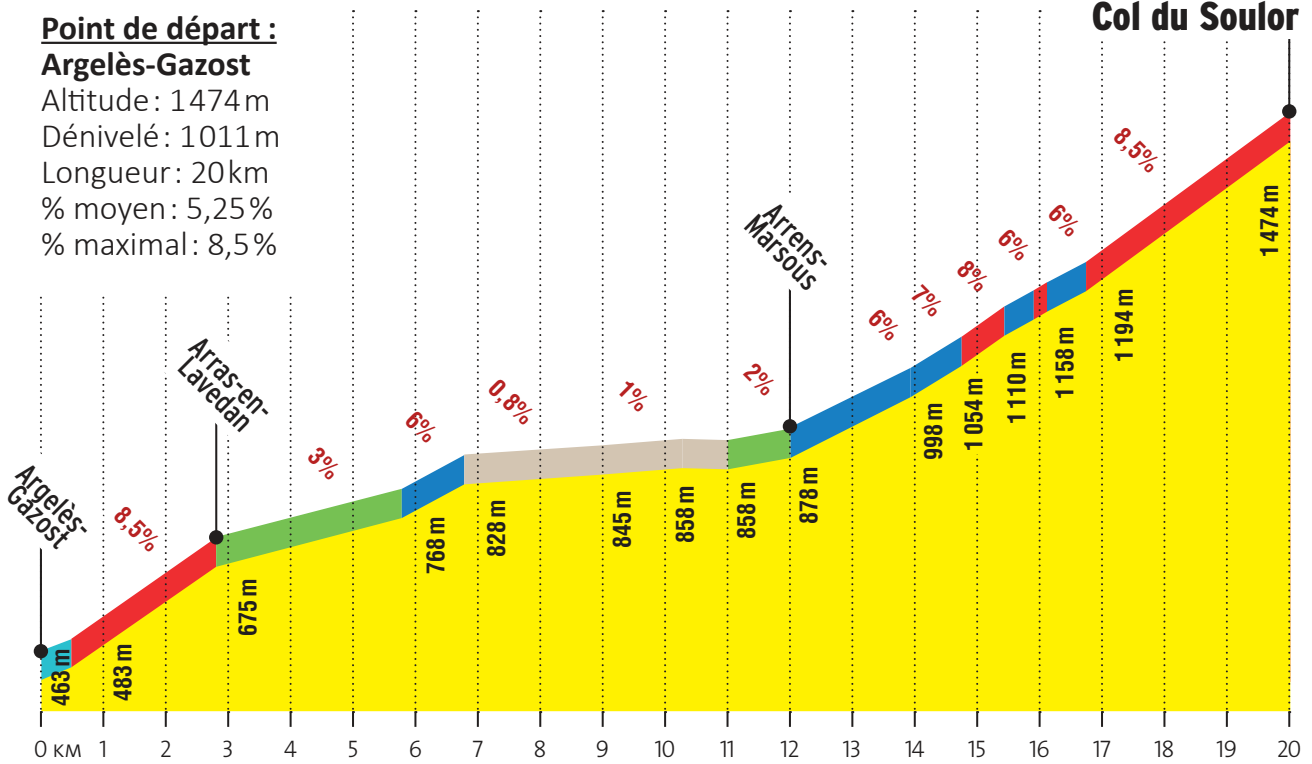 Col du Soulor
Point de départ :
Argelès-Gazost
Altitude : 1 474 m
Dénivelé : 1011 m
Longueur : 20 km
% moyen : 5,25 %
% maximal : 8,5 %
Argelès-
Gazost
8,5%
Arras-en-
Lavedan
3%
6%
0,8%
1%
2%
Arrens-
Marsous
6%
7%
8%
6%
6%
8,5%
463 m
483 m
675 m
768 m
828 m
845 m
858 m
858 m
878 m
998 m
1 054 m
1 110 m
1 158 m
1 194 m
1 474 m
0 KM 1 2 3 4 5 6 7 8 9 10 11 12 13 14 15 16 17 18 19 20